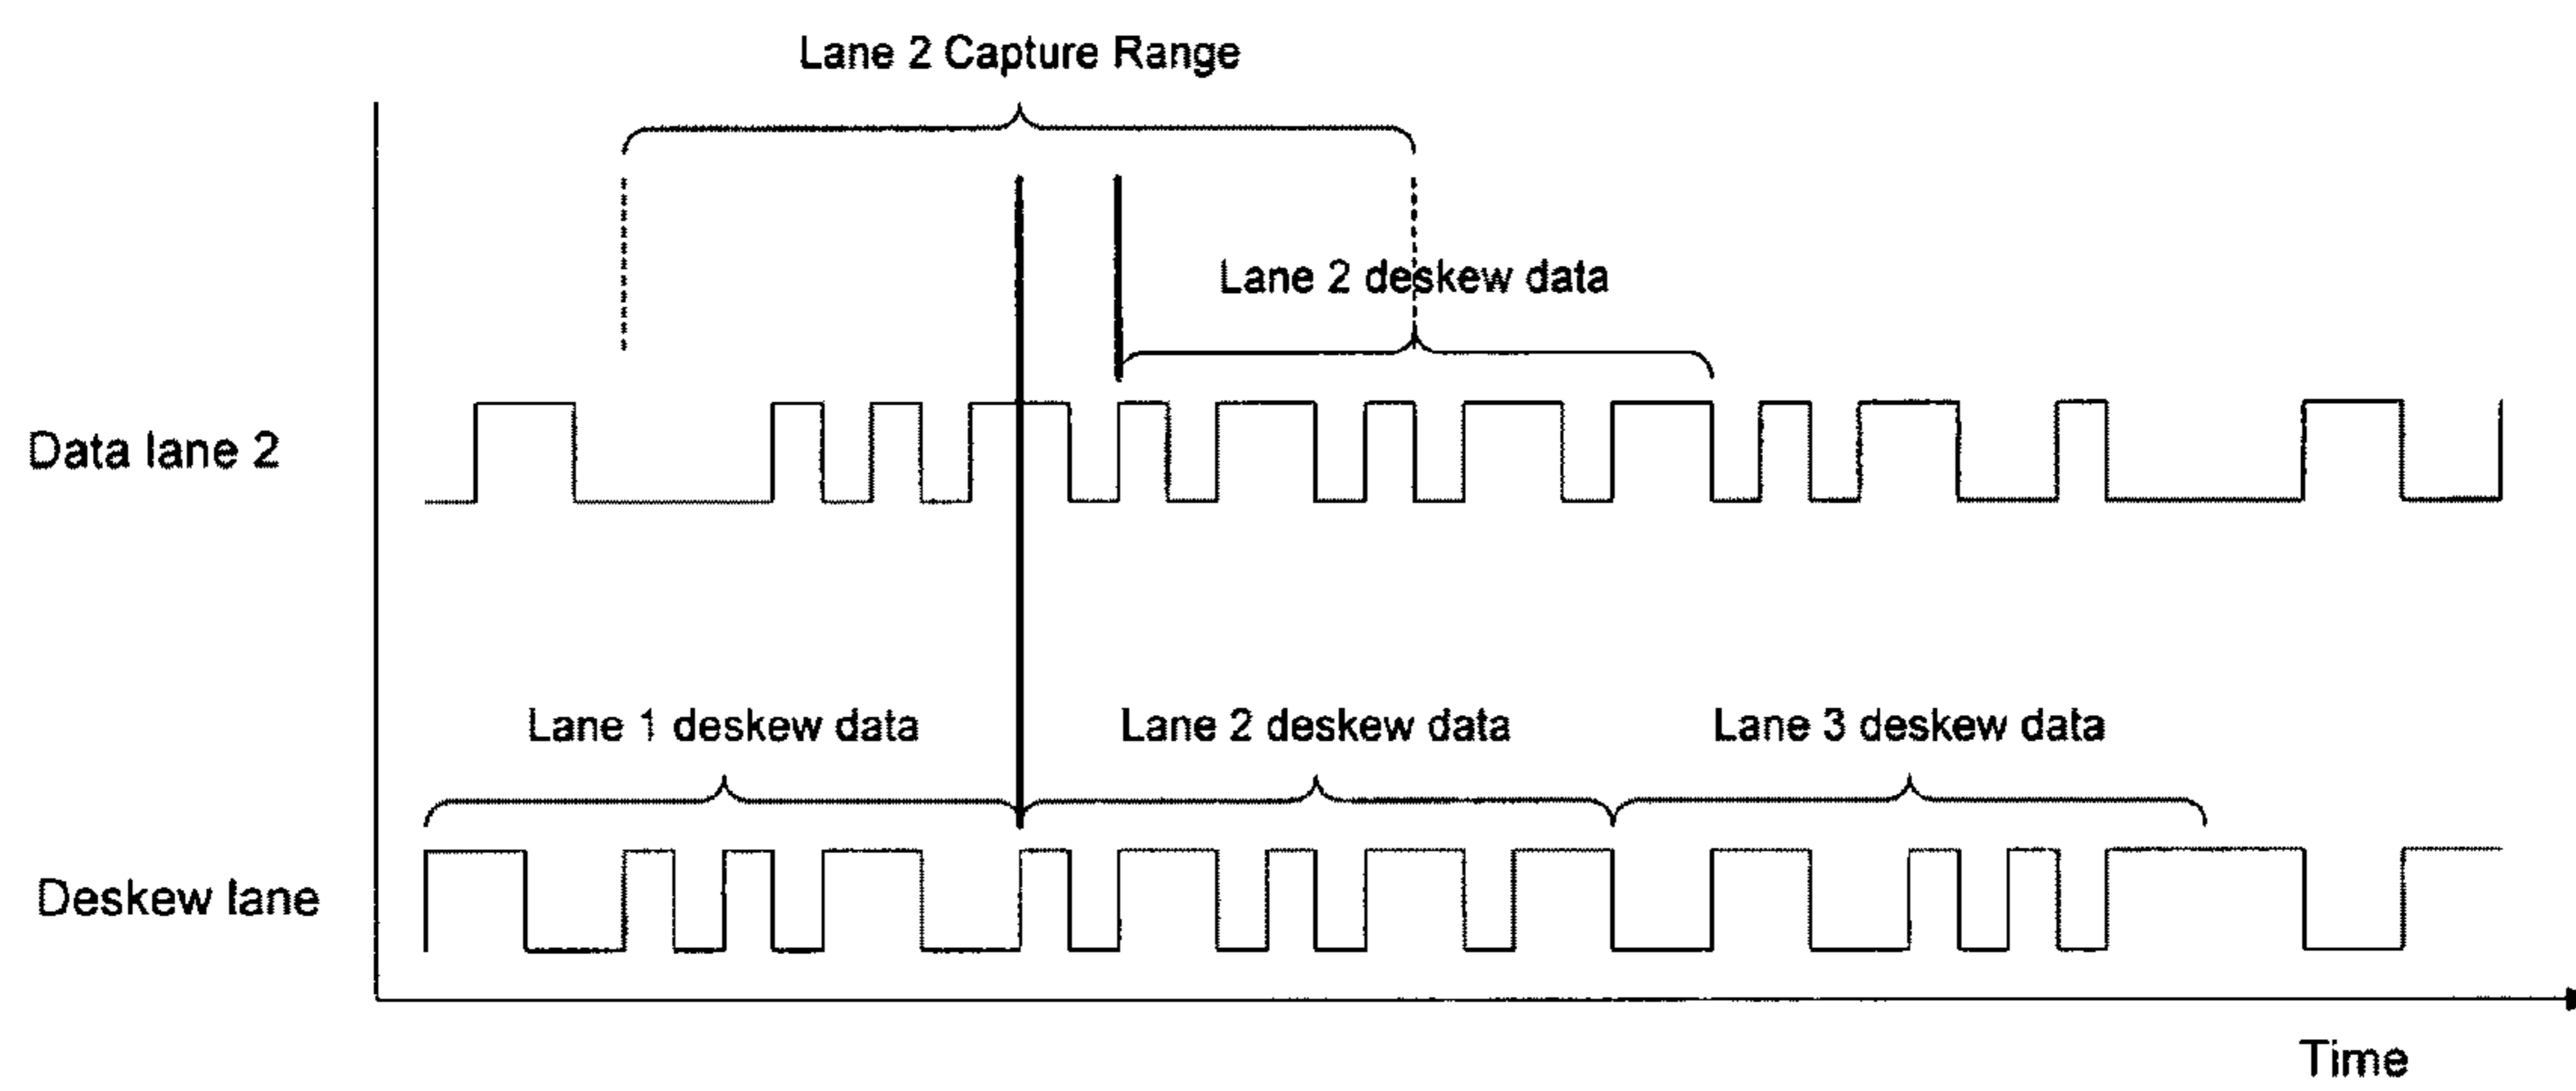 Lane 2 Capture Range
Lane 2 deskew data
Data lane 2
Lane 1 deskew data
Lane 2 deskew data
Lane 3 deskew data
Deskew lane
Time